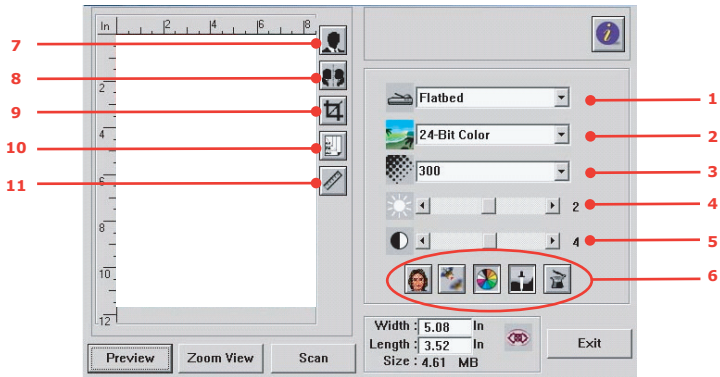 In 2 4 6 8
2
4
6
8
10
12
7
8
9
10
11
i
Flatbed
1
24-Bit Color
2
300
3
2
4
4
5
6
Width : 5.08 In
Length : 3.52 In
Size : 4.61 MB
Preview
Zoom View
Scan
Exit